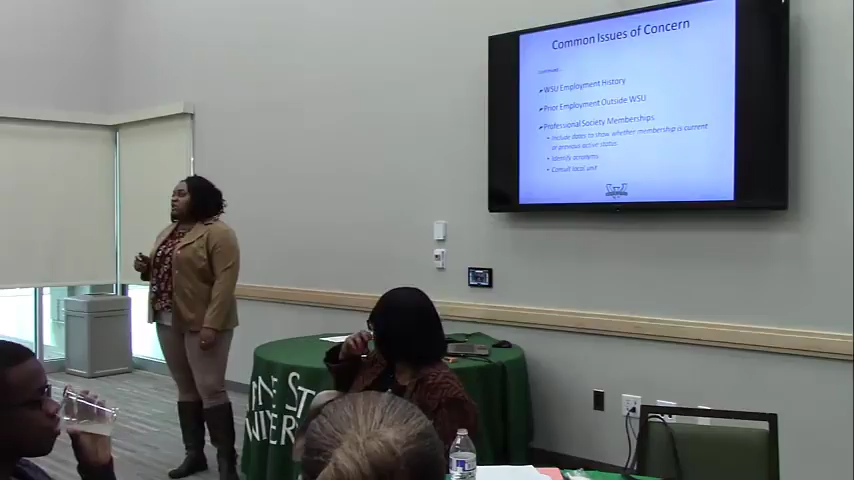 Common Issues of Concern
continued...
➢WSU Employment History
➢Prior Employment Outside WSU
➢Professional Society Memberships
• Include dates to show whether membership is current
or previous active status.
• Identify acronyms
• Consult local unit